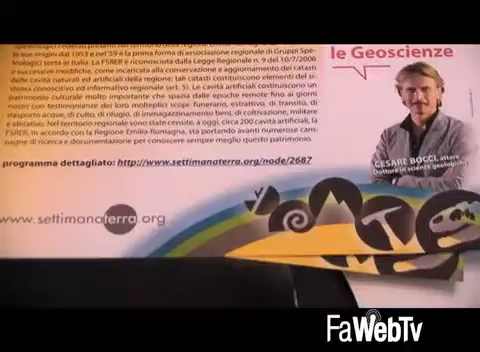 le sue origini dal 1953 e nel '59 è la prima forma di associazione regionale di Gruppi Spe-
leologici sorta in Italia. La FSRER è riconosciuta dalla Legge Regionale n. 9 del 10/7/2006
e successive modifiche, come incaricata alla conservazione e aggiornamento dei catasti
delle cavità naturali ed artificiali della regione; tali catasti costituiscono elementi del si-
stema conoscitivo ed informativo regionali (art. 5). Le cavità artificiali costituiscono un
patrimonio culturale molto importante che spazia dalle epoche remote fino ai giorni
nostri con testimonianze dei loro molteplici scopi: funerario, estrattivo, di transito, di
trasporto acque, di culto, di rifugio, di immagazzinamento beni, di coltivazione, militare
e abitativo. Nel territorio regionale sono state censite, a oggi, circa 200 cavità artificiali, la
FSRER, in accordo con la Regione Emilia-Romagna, sta portando avanti numerose cam-
pagne di ricerca e documentazione per conoscere sempre meglio questo patrimonio.
programma dettagliato: http://www.settimanaterra.org/node/2687
le Geoscienze
CESARE BOCCI, attore
Dottore in scienze geologiche
www.settimanaterra.org
FaWebTv